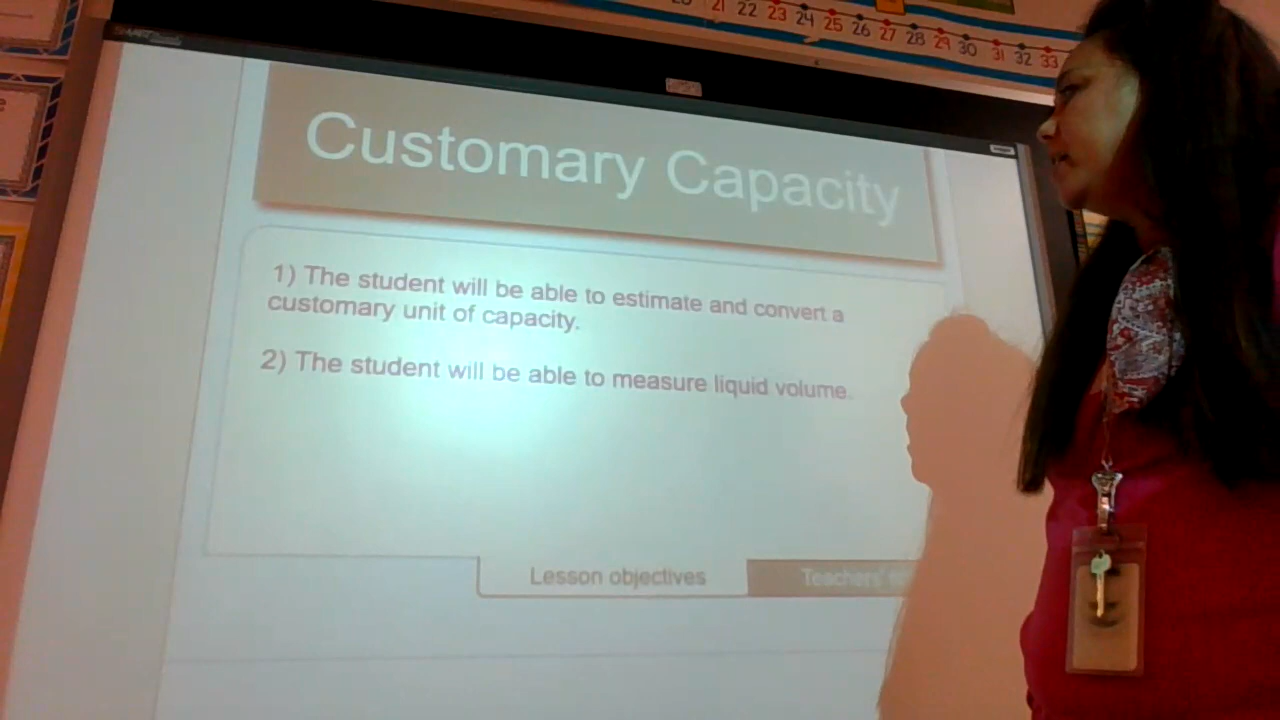 21 22 23 24 25 26 27 28 29 30 31 32 33
Customary Capacity
1) The student will be able to estimate and convert a
customary unit of capacity.
2) The student will be able to measure liquid volume.
Lesson objectives
Teachers'